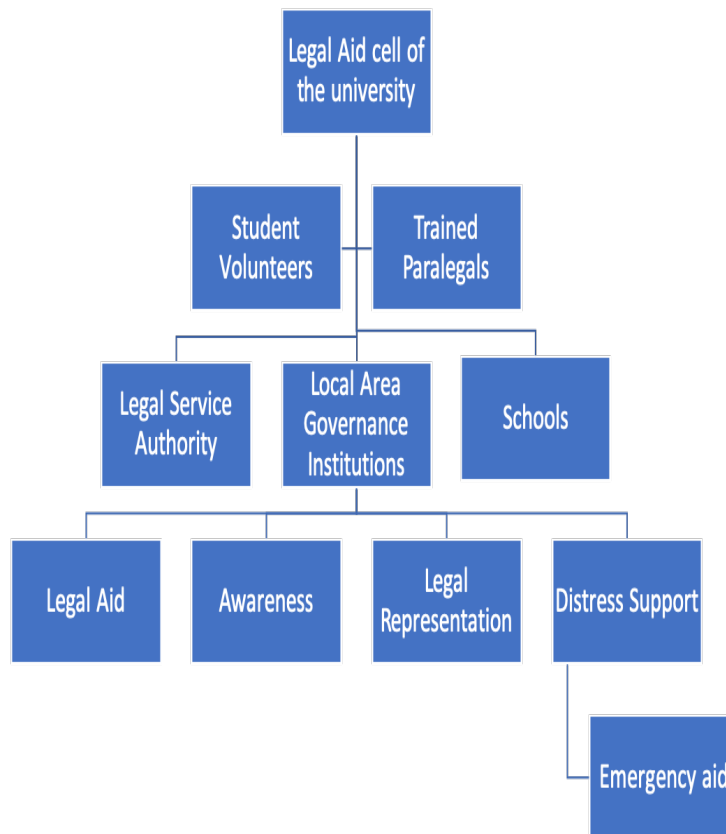 Legal Aid cell of
the university
Student
Volunteers
Trained
Paralegals
Legal Service
Authority
Local Area
Governance
Institutions
Schools
Legal Aid
Awareness
Legal
Representation
Distress Support
Emergency aid